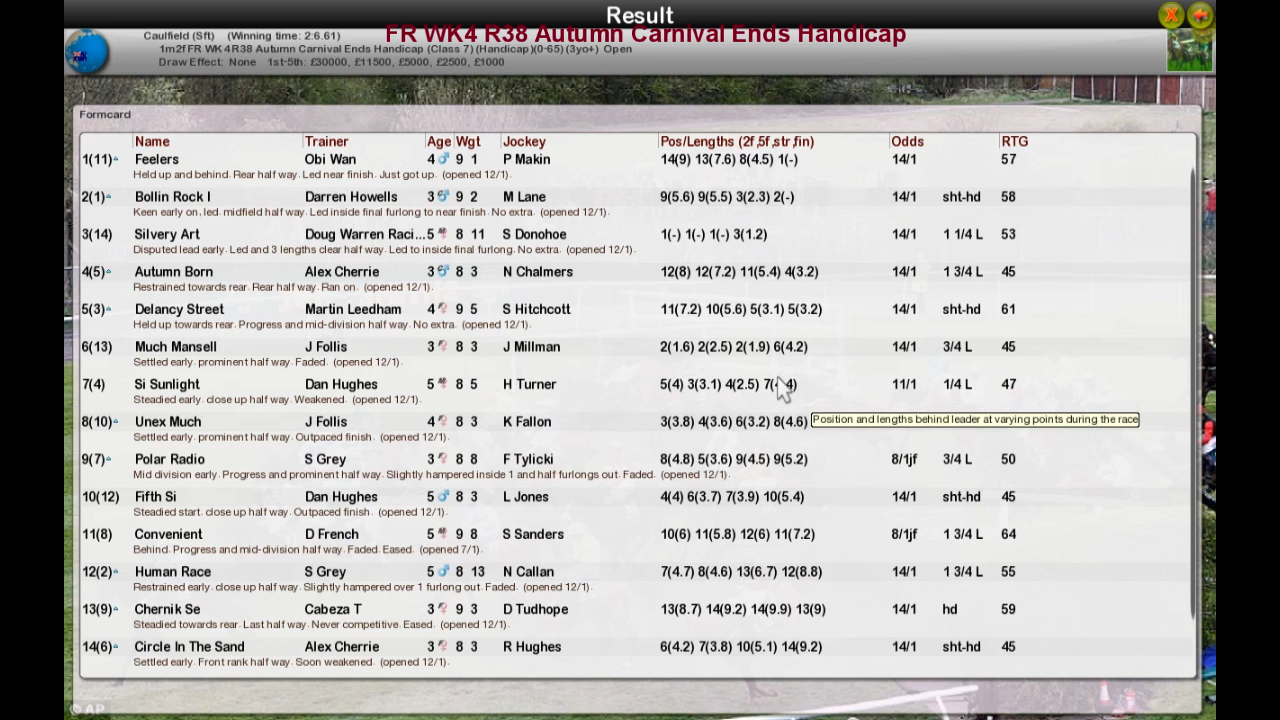 Result
FR WK4 R38 Autumn Carnival Ends Handicap
Caulfield (Sft) (Winning time: 2:6.61)
1m2f FR WK4 R38 Autumn Carnival Ends Handicap (Class 7) (Handicap)(0-65) (3yo+) Open
Draw Effect: None 1st-5th: £30000, £11500, £5000, £2500, £1000
Formcard
Name Trainer Age Wgt Jockey Pos/Lengths (2f,5f,str,fin) Odds RTG
1(11) Feelers Obi Wan 4 9 1 P Makin 14(9) 13(7.6) 8(4.5) 1(-) 14/1 57
Held up and behind. Rear half way. Led near finish. Just got up. (opened 12/1).
2(1) Bollin Rock I Darren Howells 3 9 2 M Lane 9(5.6) 9(5.5) 3(2.3) 2(-) 14/1 sht-hd 58
Keen early on, led. midfield half way. Led inside final furlong to near finish. No extra. (opened 12/1).
3(14) Silvery Art Doug Warren Raci... 5 8 11 S Donohoe 1(-) 1(-) 1(-) 3(1.2) 14/1 1 1/4 L 53
Disputed lead early. Led and 3 lengths clear half way. Led to inside final furlong. No extra. (opened 12/1).
4(5) Autumn Born Alex Cherrie 3 8 3 N Chalmers 12(8) 12(7.2) 11(5.4) 4(3.2) 14/1 1 3/4 L 45
Restrained towards rear. Rear half way. Ran on. (opened 12/1).
5(3) Delancy Street Martin Leedham 4 9 5 S Hitchcott 11(7.2) 10(5.6) 5(3.1) 5(3.2) 14/1 sht-hd 61
Held up towards rear. Progress and mid-division half way. No extra. (opened 12/1).
6(13) Much Mansell J Follis 3 8 3 J Millman 2(1.6) 2(2.5) 2(1.9) 6(4.2) 14/1 3/4 L 45
Settled early. prominent half way. Faded. (opened 12/1).
7(4) Si Sunlight Dan Hughes 5 8 5 H Turner 5(4) 3(3.1) 4(2.5) 11/1 1/4 L 47
Steadied early. close up half way. Weakened. (opened 12/1).
8(10) Unex Much J Follis 4 8 3 K Fallon 3(3.8) 4(3.6) 6(3.2) 8(4.6) Position and lengths behind leader at varying points during the race
Settled early. prominent half way. Outpaced finish. (opened 12/1).
9(7) Polar Radio S Grey 3 8 8 F Tylicki 8(4.8) 5(3.6) 9(4.5) 9(5.2) 8/1jf 3/4 L 50
Mid division early. Progress and prominent half way. Slightly hampered inside 1 and half furlongs out. Faded. (opened 12/1).
10(12) Fifth Si Dan Hughes 5 8 3 L Jones 4(4) 6(3.7) 7(3.9) 10(5.4) 14/1 sht-hd 45
Steadied start. close up half way. Outpaced finish. (opened 12/1).
11(8) Convenient D French 5 9 8 S Sanders 10(6) 11(5.8) 12(6) 11(7.2) 8/1jf 1 3/4 L 64
Behind. Progress and mid-division half way. Faded. Eased. (opened 7/1).
12(2) Human Race S Grey 5 8 13 N Callan 7(4.7) 8(4.6) 13(6.7) 12(8.8) 14/1 1 3/4 L 55
Restrained early. close up half way. Slightly hampered over 1 furlong out. Faded. (opened 12/1).
13(9) Chernik Se Cabeza T 3 9 3 D Tudhope 13(8.7) 14(9.2) 14(9.9) 13(9) 14/1 hd 59
Steadied towards rear. Last half way. Never competitive. Eased. (opened 12/1).
14(6) Circle In The Sand Alex Cherrie 3 8 3 R Hughes 6(4.2) 7(3.8) 10(5.1) 14(9.2) 14/1 sht-hd 45
Settled early. Front rank half way. Soon weakened. (opened 12/1).
© AP